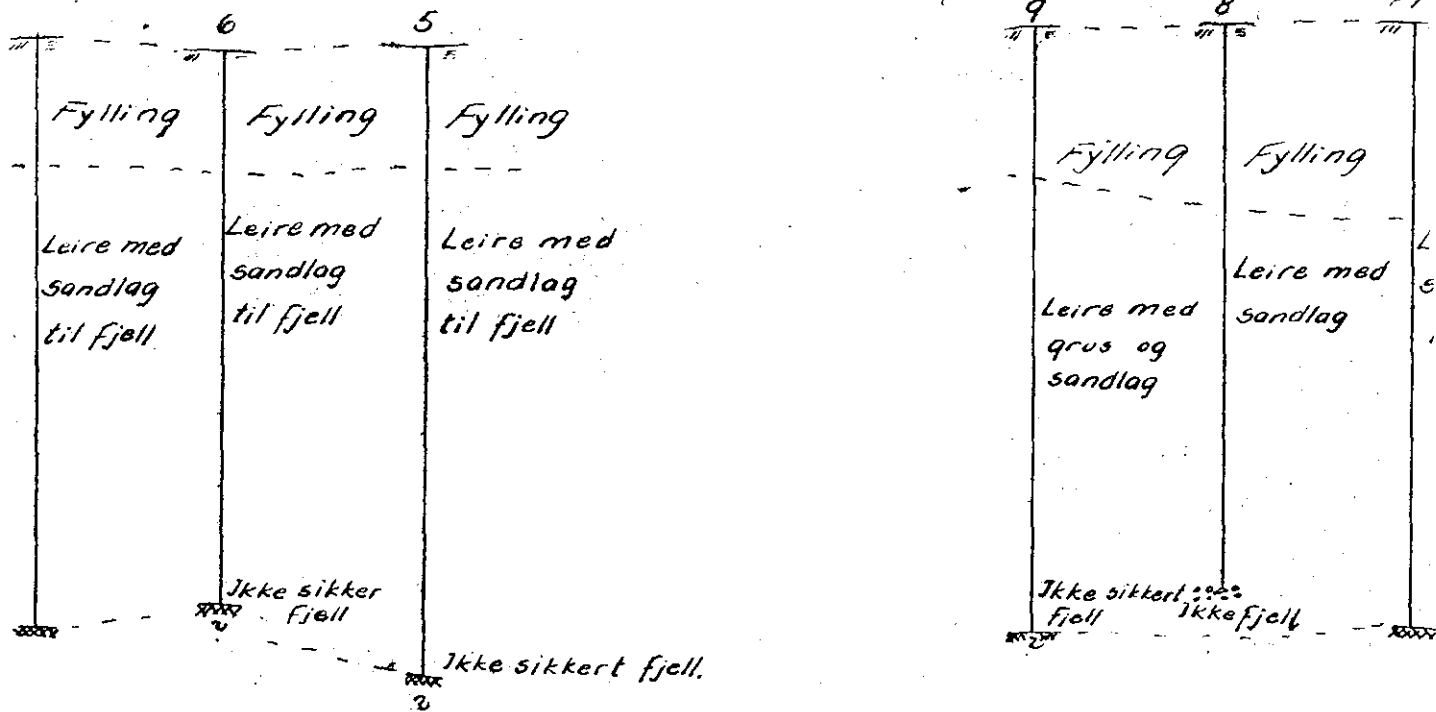 6
5
Fylling
Fylling
Fylling
Leire med
sandlag
til fjell
Leire med
sandlag
til fjell
Leire med
sandlag
til fjell
Ikke sikker
fjell
Ikke sikkert fjell.
9
8
Fylling
Fylling
Leire med
grus og
sandlag
Leire med
sandlag
Ikke sikkert
fjell
Ikke fjell
L
s